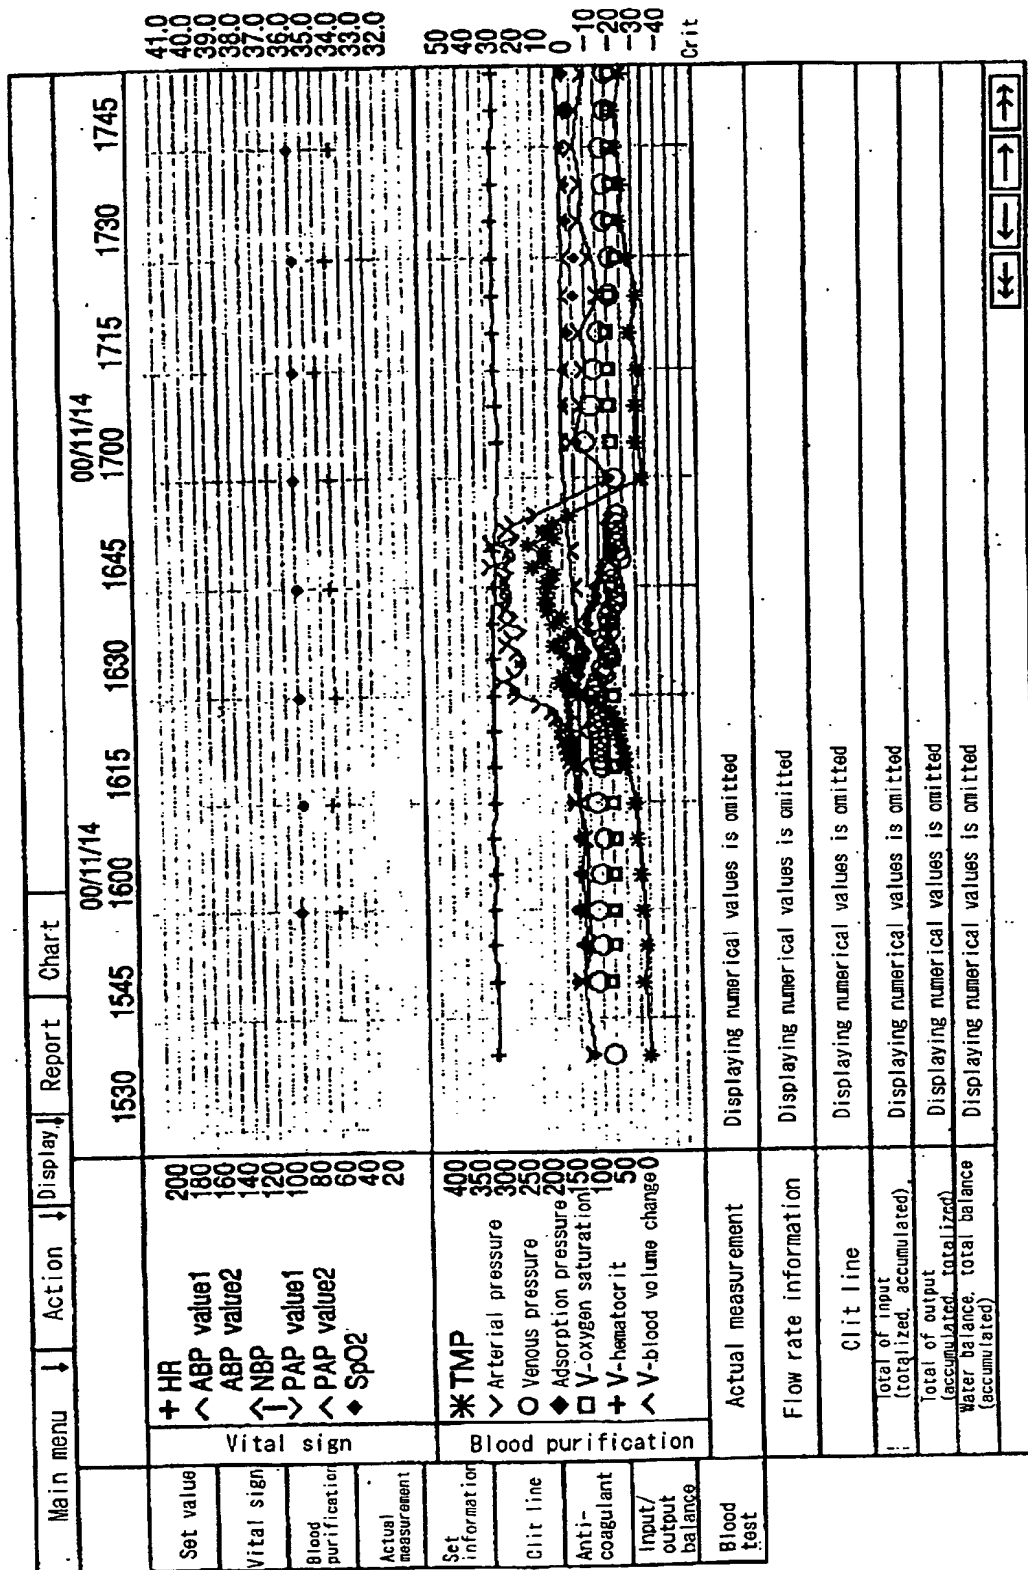 Main menu ↓ Action ↓ Display ↓ Report Chart
00/11/14 00/11/14
1530 1545 1600 1615 1630 1645 1700 1715 1730 1745
Set value
Vital sign
Blood
purification
Actual
measurement
Set
information
Clit line
Anti-
coagulant
Input/
output
balance
Blood
test
Vital sign
+ HR
^ ABP value1
ABP value2
NBP
PAP value1
^ PAP value2
◆ SpO2
200
180
160
140
120
100
80
60
40
20
41.0
40.0
39.0
38.0
37.0
36.0
35.0
34.0
33.0
32.0
Blood purification
TMP
Arterial pressure
Venous pressure
◆ Adsorption pressure
□ V-oxygen saturation
+ V-hematocrit
^ V-blood volume change
400
350
300
250
200
150
100
50
0
50
40
30
20
10
0
-10
-20
-30
-40
Crit
Actual measurement
Displaying numerical values is omitted
Flow rate information
Displaying numerical values is omitted
Clit line
Displaying numerical values is omitted
Total of input
(totalized, accumulated)
Displaying numerical values is omitted
Total of output
(accumulated, totalized)
Displaying numerical values is omitted
Water balance, total balance
(accumulated)
Displaying numerical values is omitted